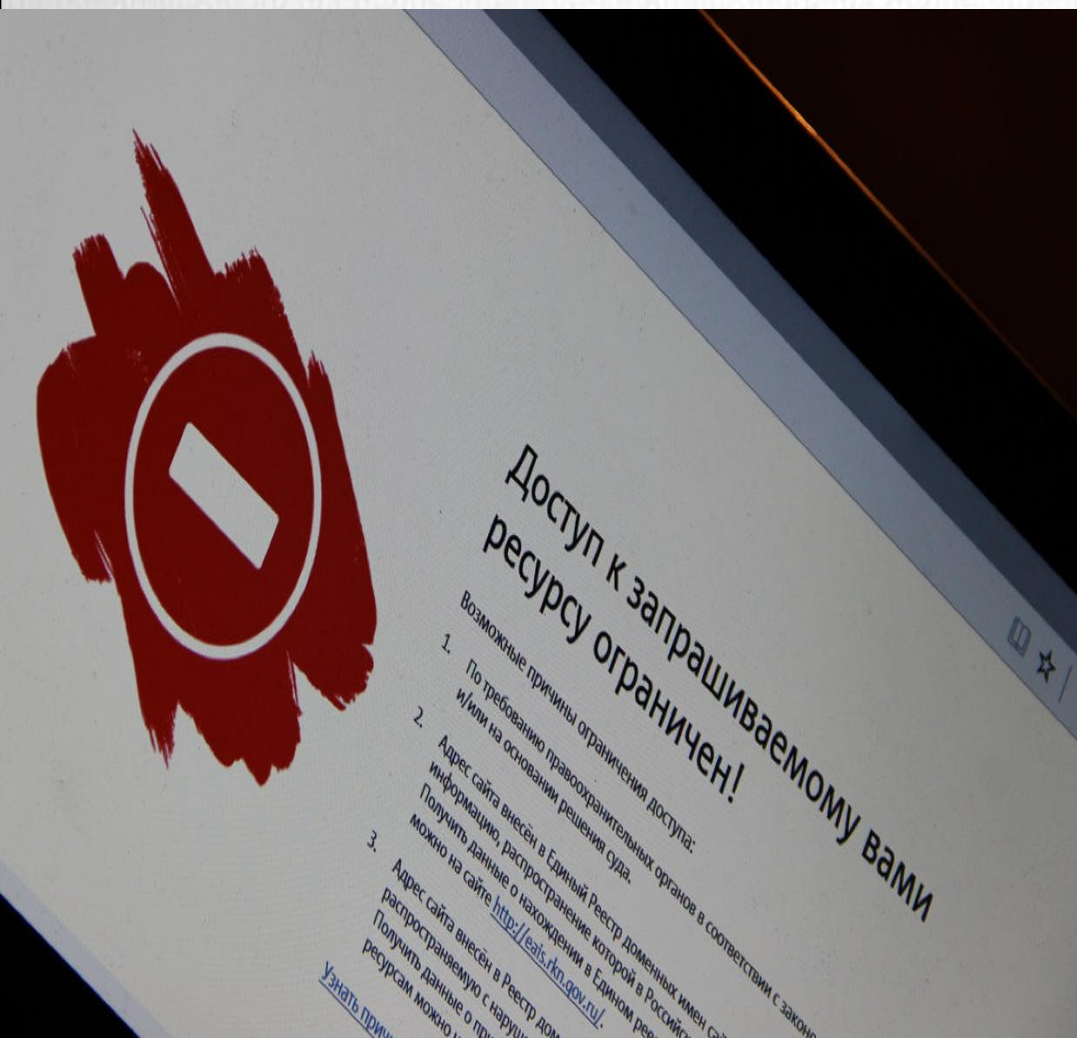 Доступ к запрашиваемому вами
ресурсу ограничен!
Возможные причины ограничения доступа:
1. По требованию правоохранительных органов в соответствии с
и/или на основании решения суда.
2. Адрес сайта внесён в Единый Реестр доменных имен
информацию, распространение которой в
Получить данные о нахождении в Едином
можно на сайте http://eais.rkn.gov.ru/.
3. Адрес сайта внесён в Реестр
распространяемую с
Получить данные о
ресурсам можно
Узнать